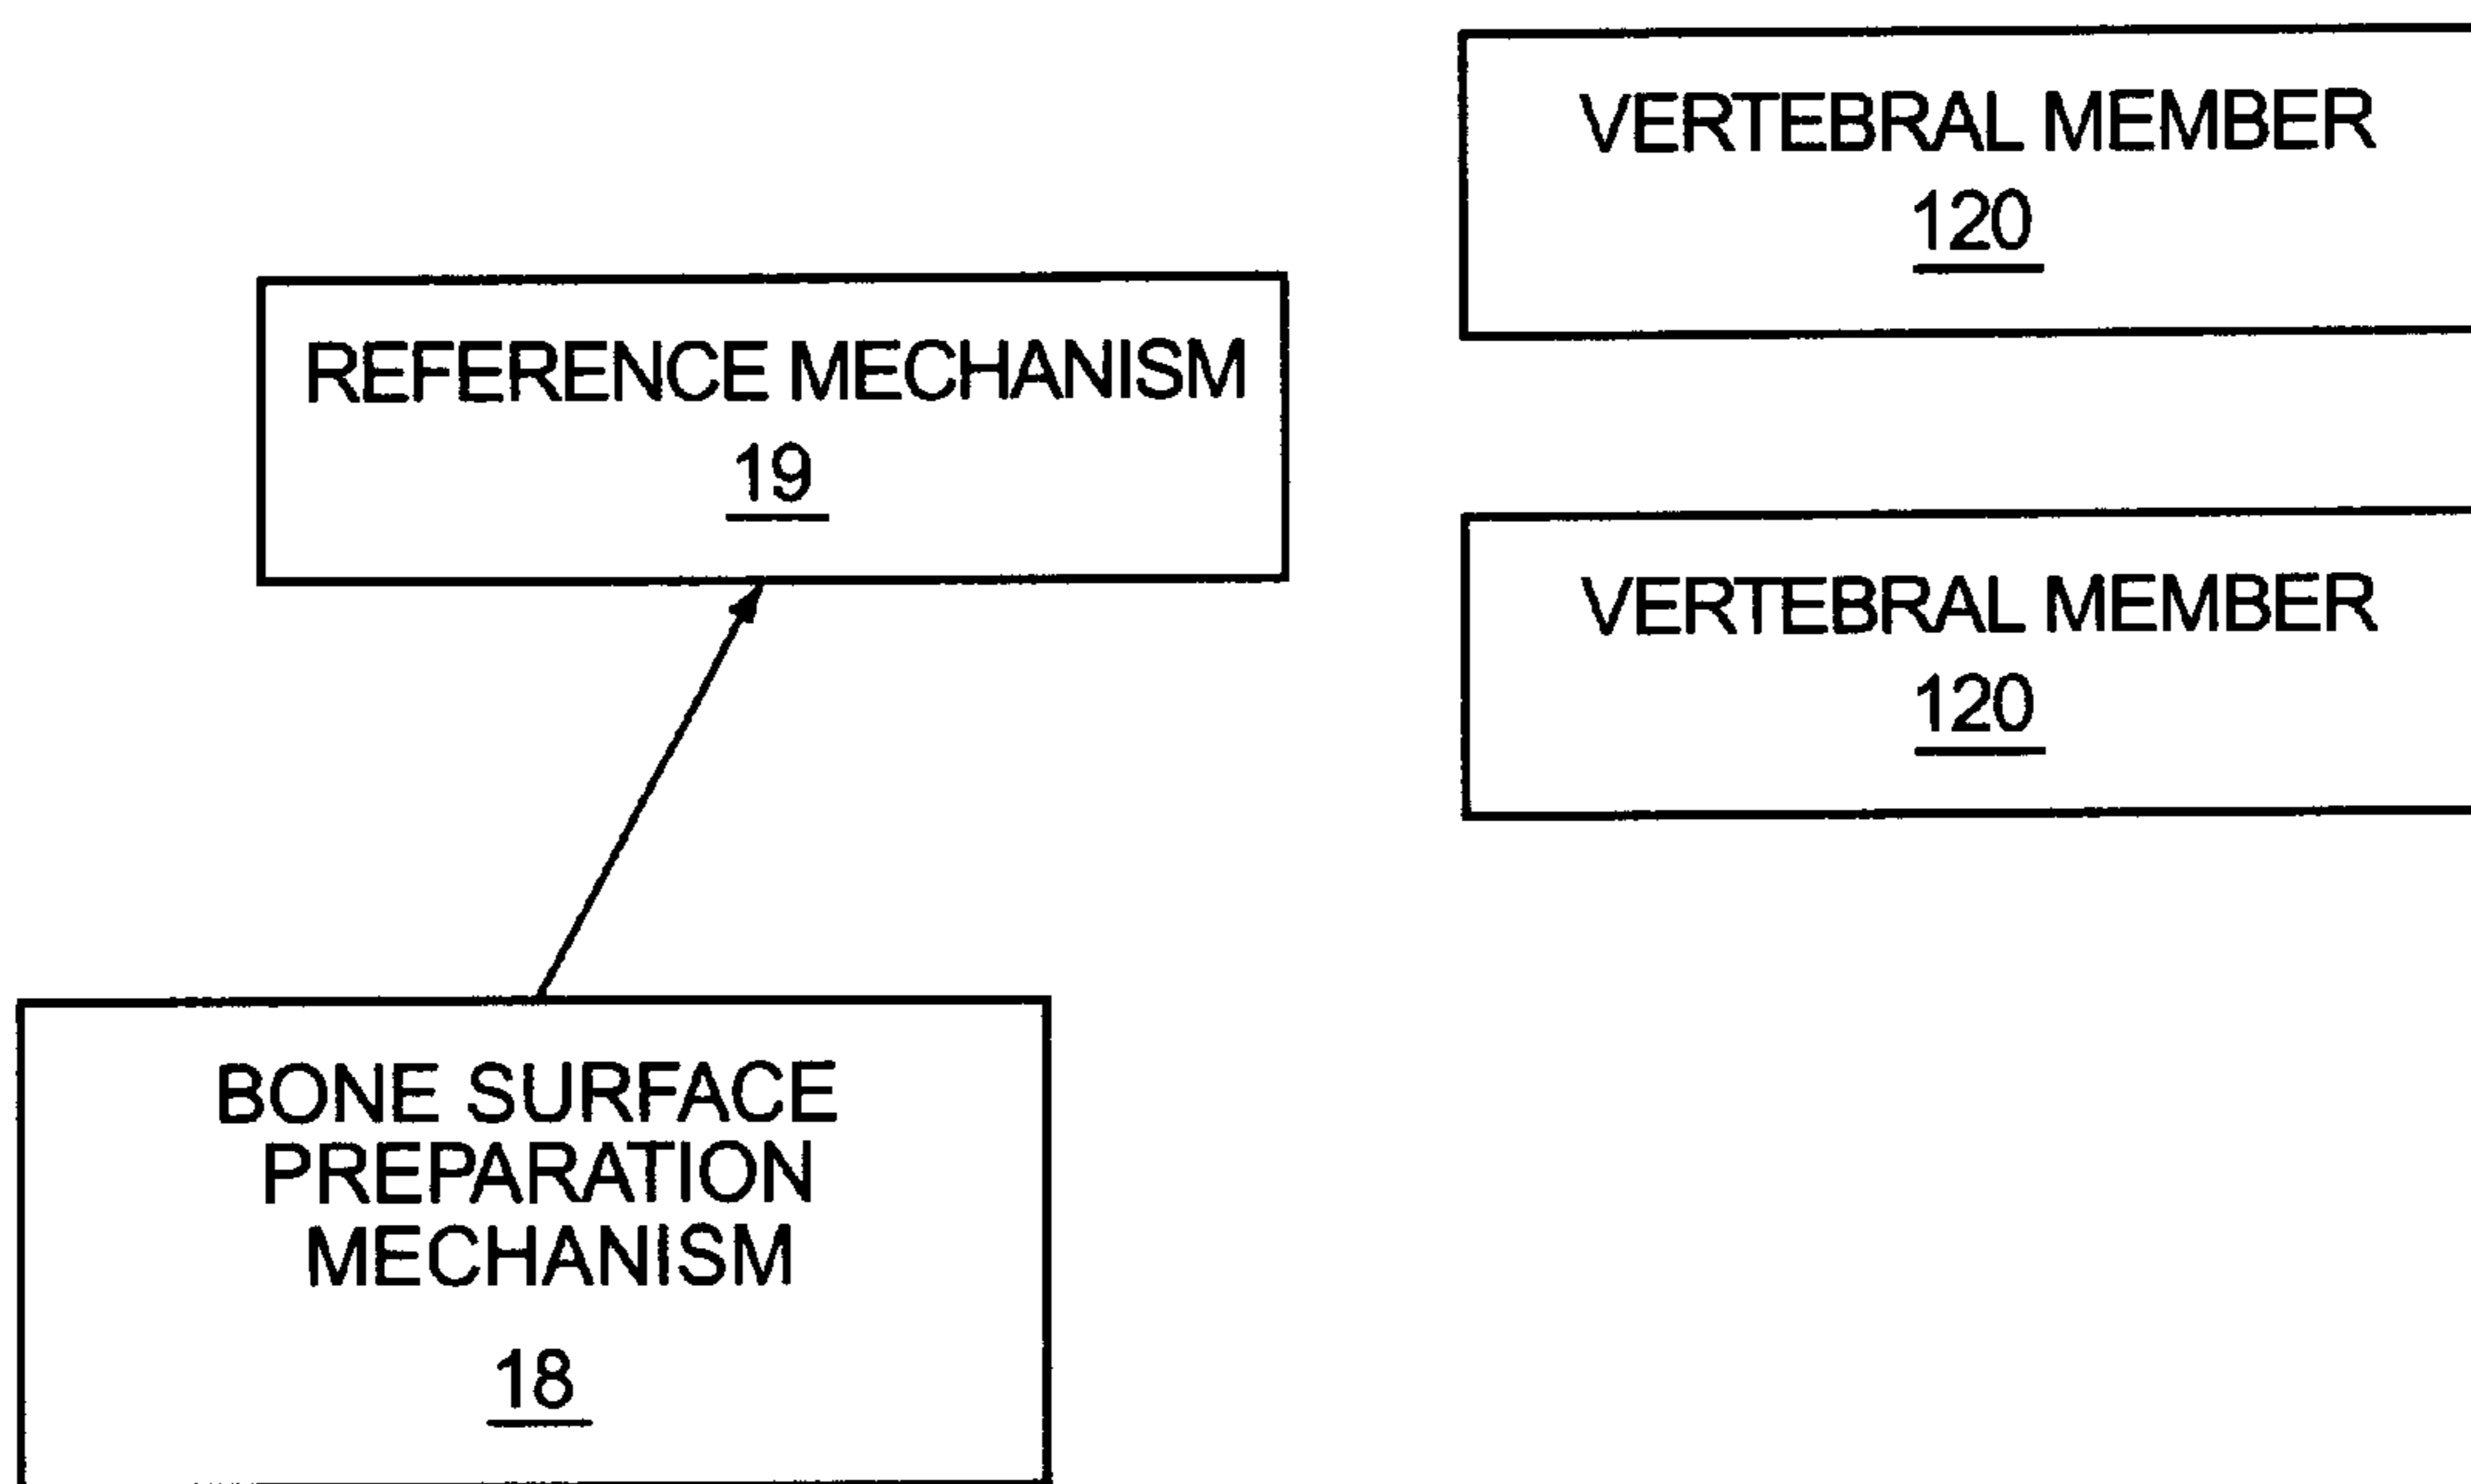 VERTEBRAL MEMBER
120
REFERENCE MECHANISM
19
VERTEBRAL MEMBER
120
BONE SURFACE
PREPARATION
MECHANISM
18